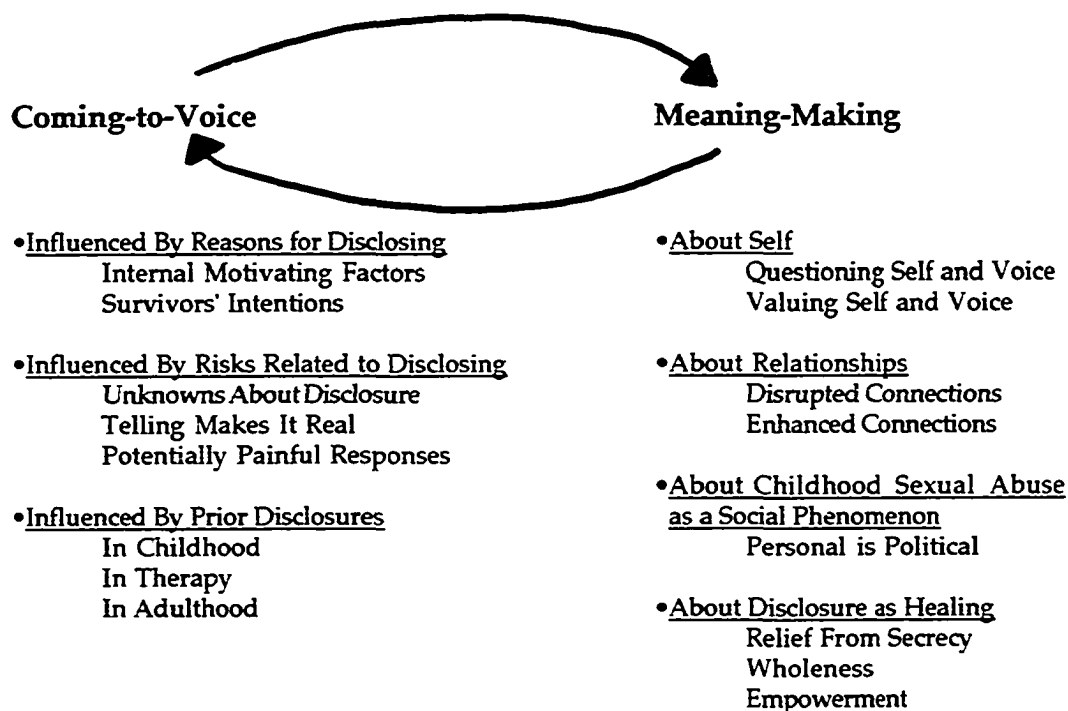 Coming-to-Voice
•Influenced By Reasons for Disclosing
Internal Motivating Factors
Survivors' Intentions
•Influenced By Risks Related to Disclosing
Unknowns About Disclosure
Telling Makes It Real
Potentially Painful Responses
•Influenced By Prior Disclosures
In Childhood
In Therapy
In Adulthood
Meaning-Making
•About Self
Questioning Self and Voice
Valuing Self and Voice
•About Relationships
Disrupted Connections
Enhanced Connections
•About Childhood Sexual Abuse
as a Social Phenomenon
Personal is Political
•About Disclosure as Healing
Relief From Secrecy
Wholeness
Empowerment